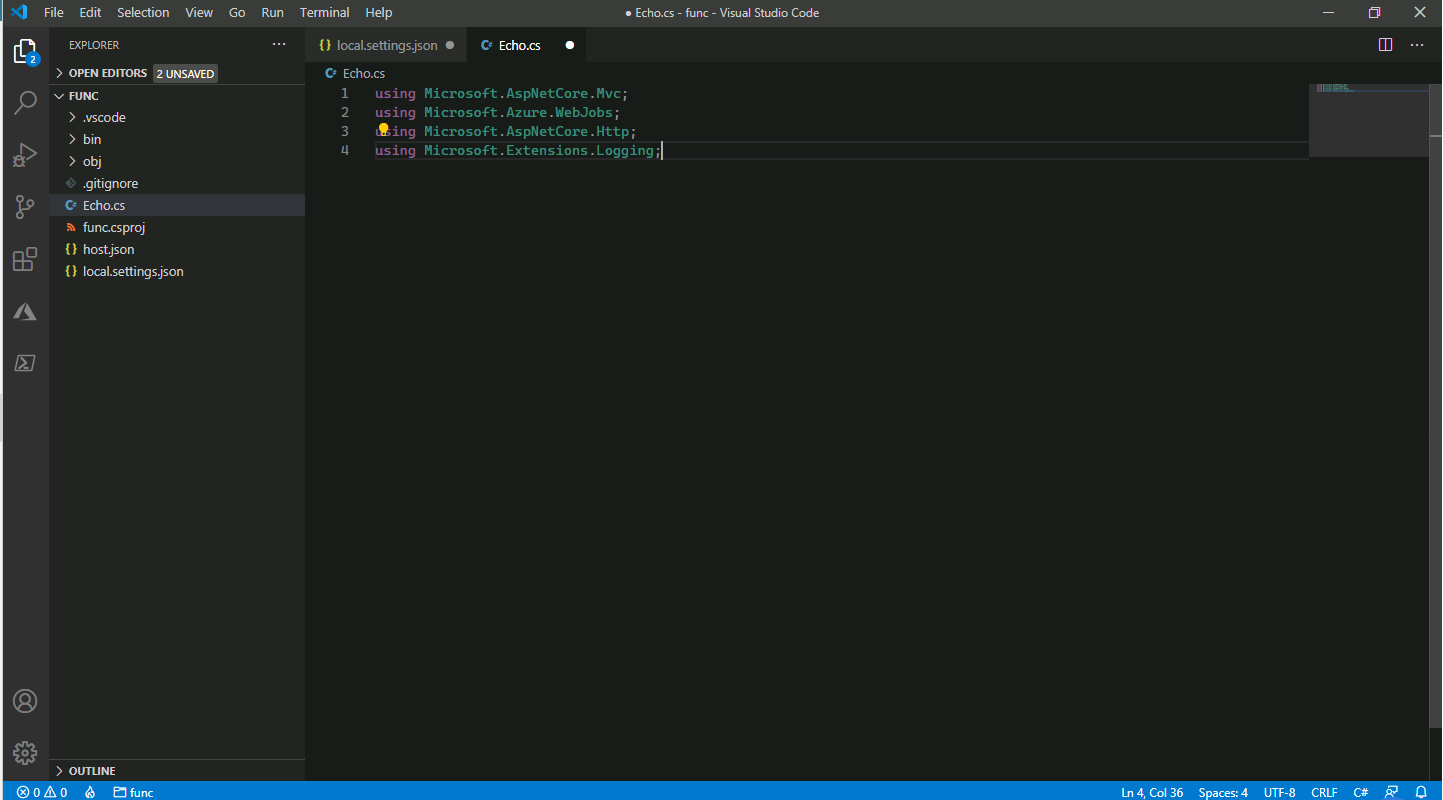 File Edit Selection View Go Run Terminal Help
● Echo.cs - func - Visual Studio Code
2
EXPLORER
OPEN EDITORS 2 UNSAVED
FUNC
.vscode
bin
obj
.gitignore
Echo.cs
func.csproj
host.json
local.settings.json
OUTLINE
local.settings.json Echo.cs
Echo.cs
1 using Microsoft.AspNetCore.Mvc;
2 using Microsoft.Azure.WebJobs;
3 using Microsoft.AspNetCore.Http;
4 using Microsoft.Extensions.Logging;
0 0 func Ln 4, Col 36 Spaces: 4 UTF-8 CRLF C#